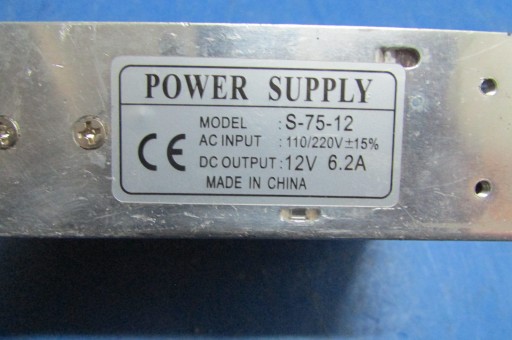 POWER SUPPLY
MODEL : S-75-12
AC INPUT : 110/220V±15%
CE DC OUTPUT : 12V 6.2A
MADE IN CHINA